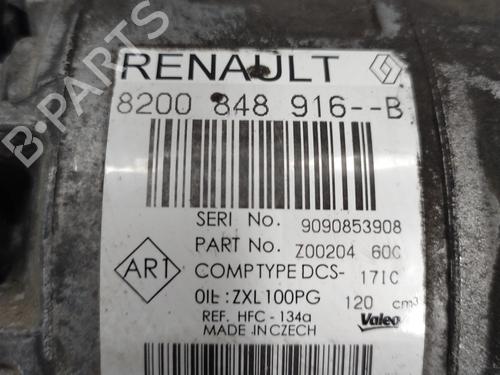 RENAULT
8200 848 916--B
SERI No. 9090853908
PART No. Z00204 60C
COMPTYPE DCS-17IC
OIL:ZXL100PG 120 cm³
REF. HFC-134a
MADE IN CZECH
Valeo
AR1
B-PARTS